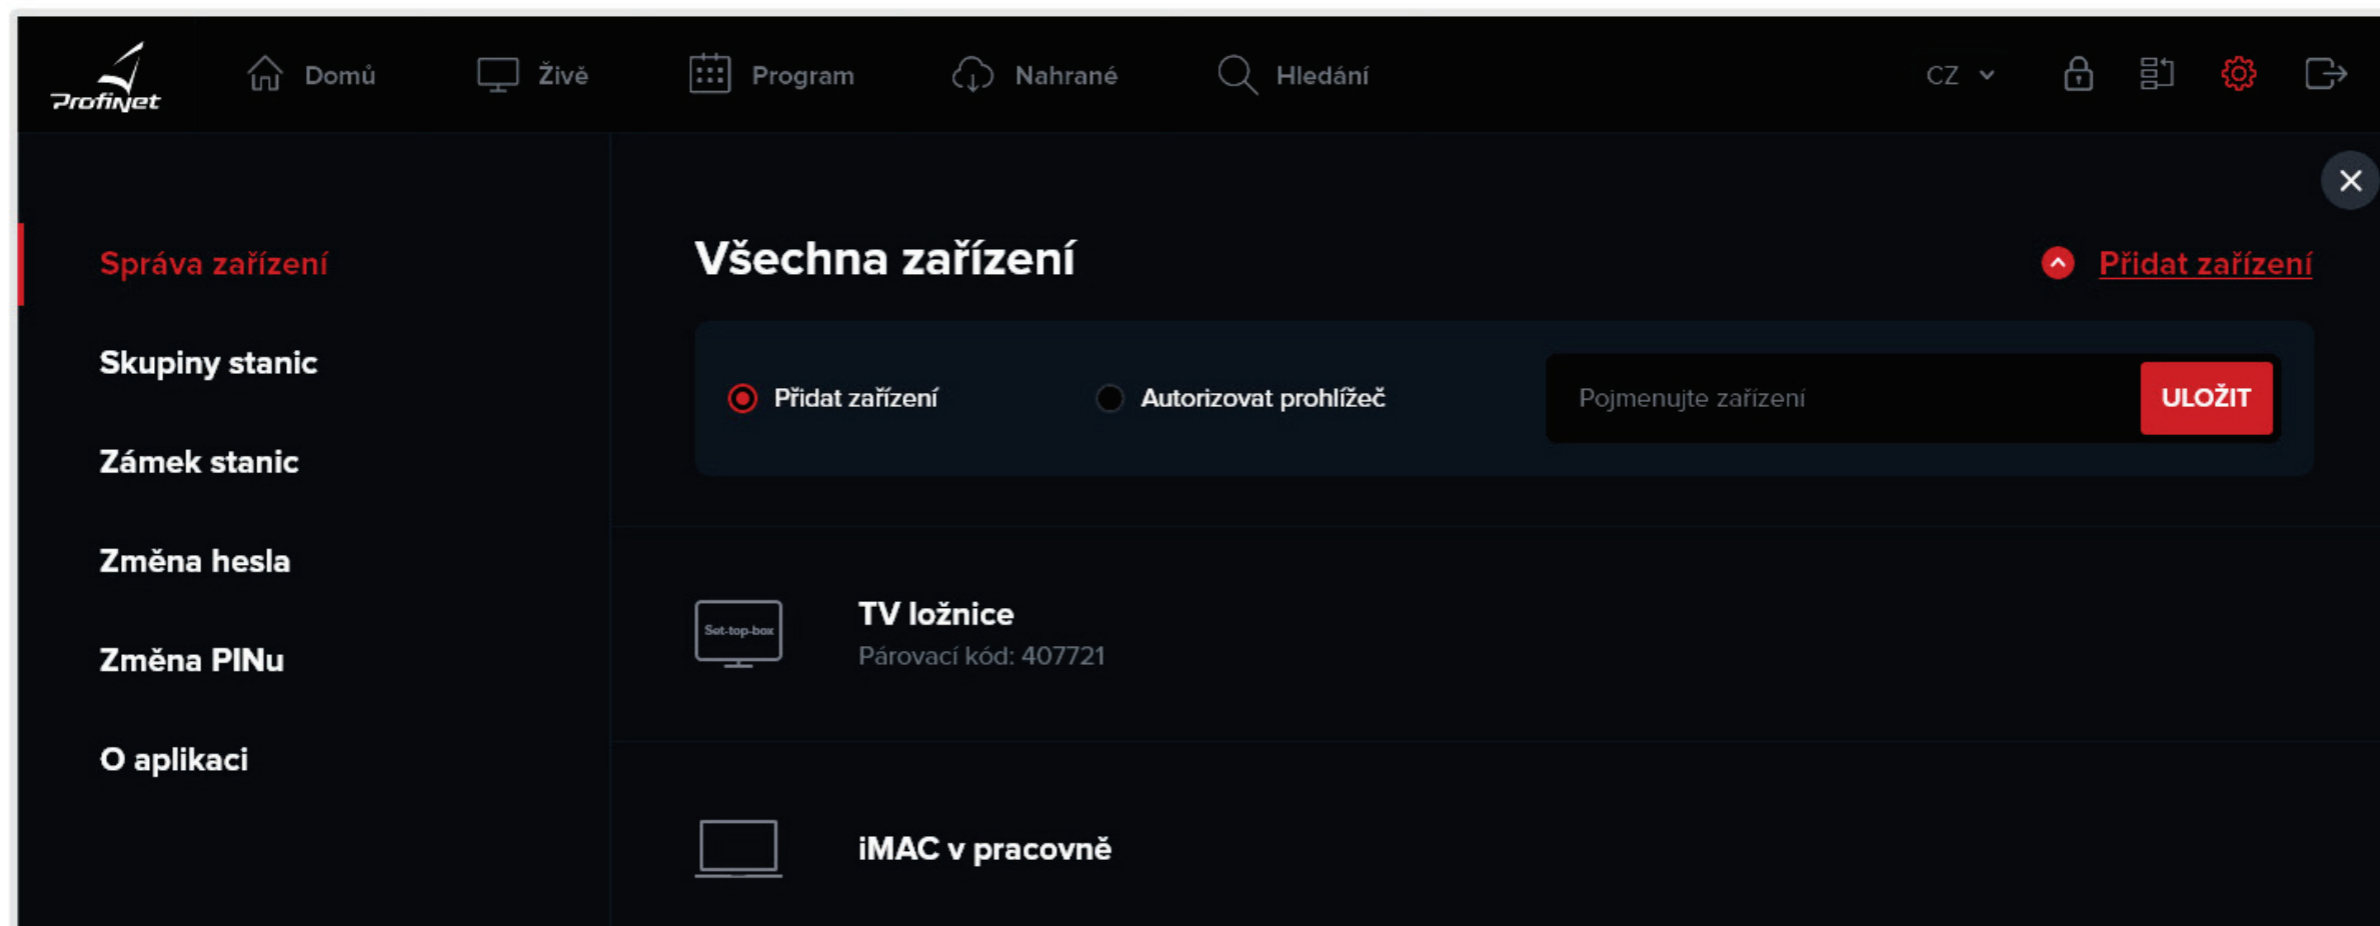 Profinet
Domů
Živě
Program
Nahrané
Hledání
CZ
Správa zařízení
Skupiny stanic
Zámek stanic
Změna hesla
Změna PINu
O aplikaci
Všechna zařízení
Přidat zařízení
Přidat zařízení
Autorizovat prohlížeč
Pojmenujte zařízení
ULOŽIT
Set-top-box
TV ložnice
Párovací kód: 407721
iMAC v pracovně